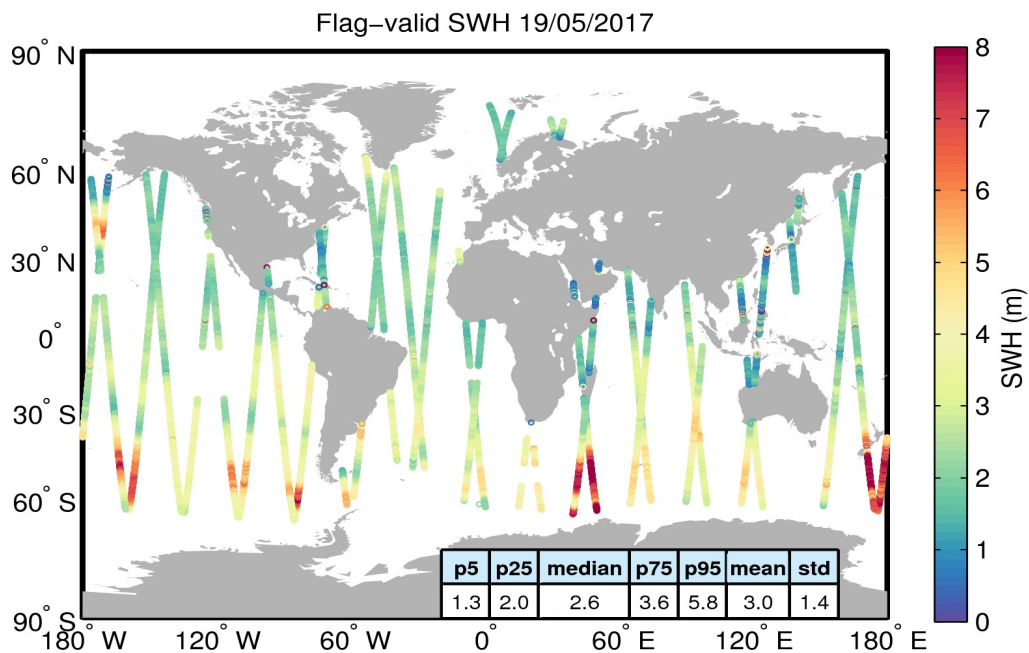 Flag−valid SWH 19/05/2017
90° N
60° N
30° N
0°
30° S
60° S
90° S
180° W
120° W
60° W
0°
60° E
120° E
180° E
p5 p25 median p75 p95 mean std
1.3 2.0 2.6 3.6 5.8 3.0 1.4
8
7
6
5
4
3
2
1
0
SWH (m)